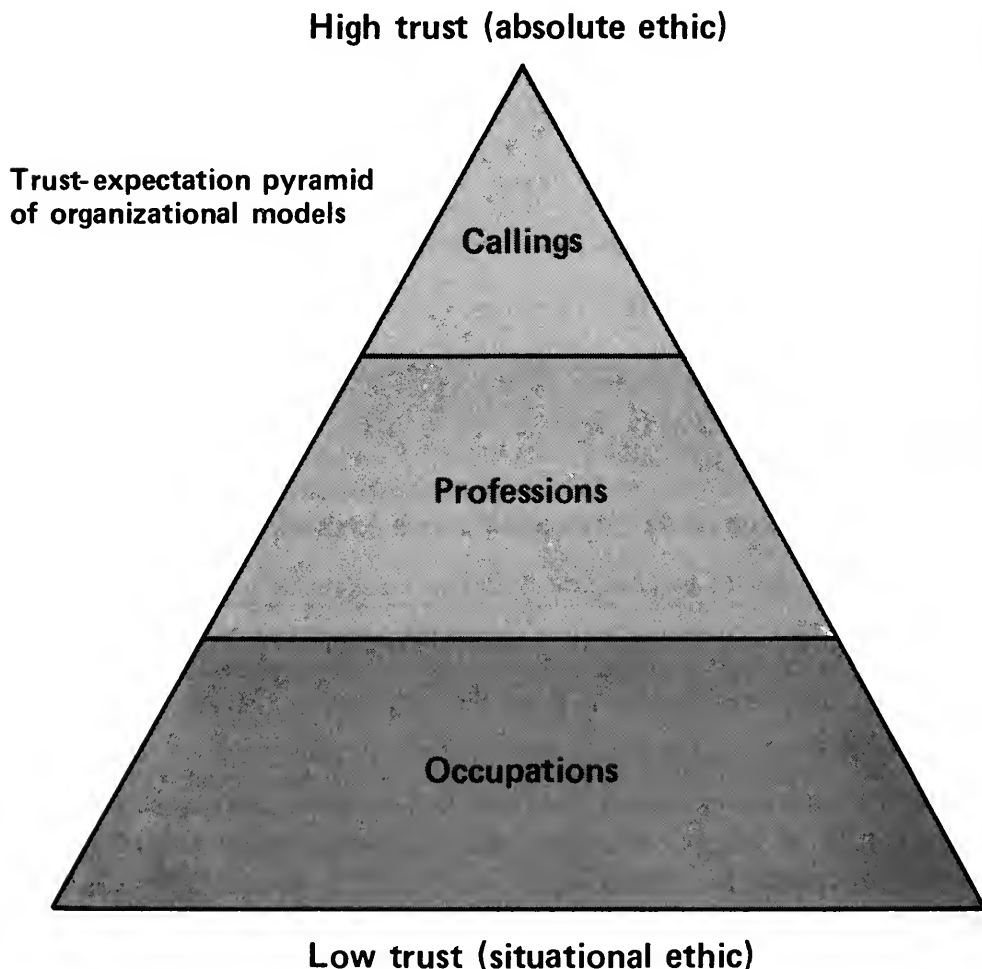 High trust (absolute ethic)
Trust-expectation pyramid
of organizational models
Callings
Professions
Occupations
Low trust (situational ethic)